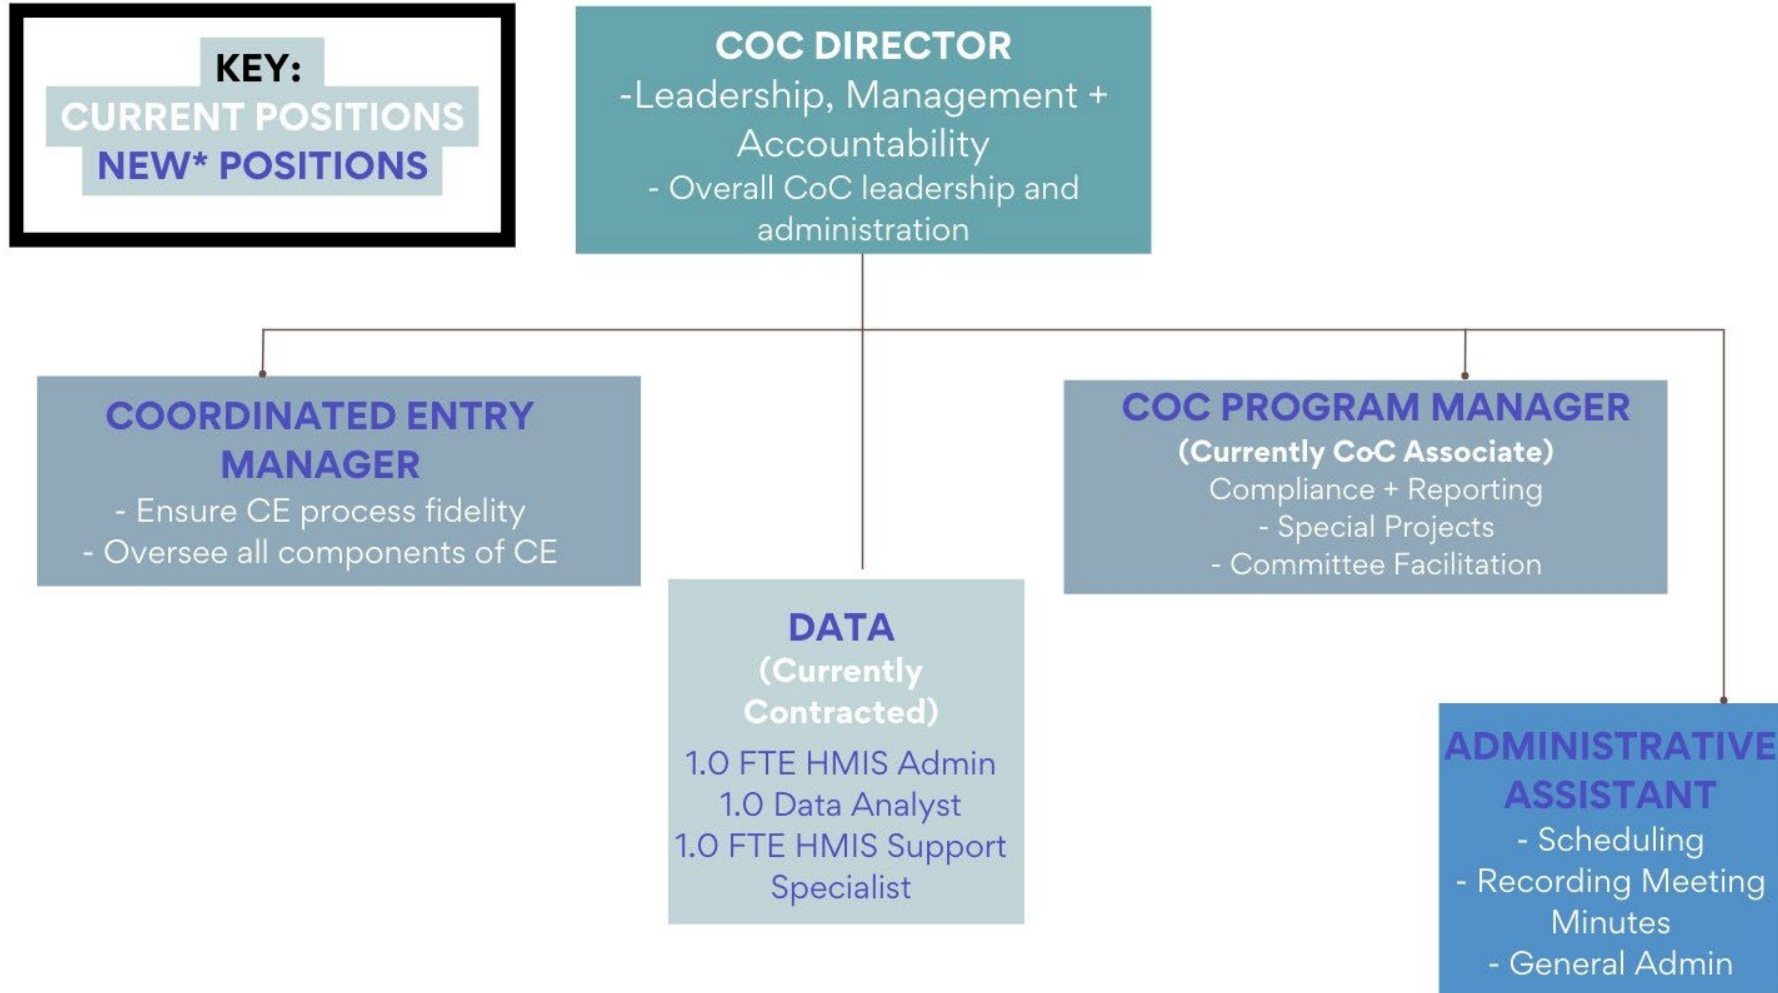 KEY:
CURRENT POSITIONS
NEW* POSITIONS
COC DIRECTOR
-Leadership, Management +
Accountability
- Overall CoC leadership and
administration
COORDINATED ENTRY
MANAGER
- Ensure CE process fidelity
- Oversee all components of CE
COC PROGRAM MANAGER
(Currently CoC Associate)
Compliance + Reporting
- Special Projects
- Committee Facilitation
DATA
(Currently
Contracted)
1.0 FTE HMIS Admin
1.0 Data Analyst
1.0 FTE HMIS Support
Specialist
ADMINISTRATIVE
ASSISTANT
- Scheduling
- Recording Meeting
Minutes
- General Admin